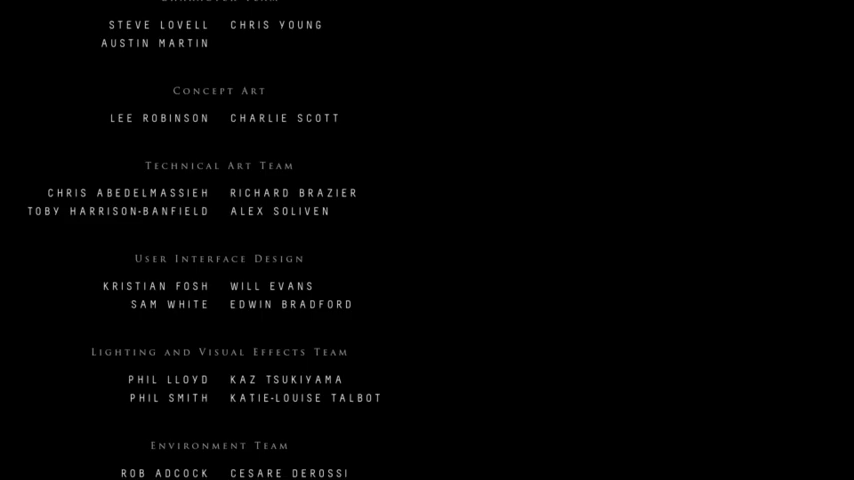 Character Team
STEVE LOVELL CHRIS YOUNG
AUSTIN MARTIN
Concept Art
LEE ROBINSON CHARLIE SCOTT
Technical Art Team
CHRIS ABEDELMASSIEH RICHARD BRAZIER
TOBY HARRISON-BANFIELD ALEX SOLIVEN
User Interface Design
KRISTIAN FOSH WILL EVANS
SAM WHITE EDWIN BRADFORD
Lighting and Visual Effects Team
PHIL LLOYD KAZ TSUKIYAMA
PHIL SMITH KATIE-LOUISE TALBOT
Environment Team
ROB ADCOCK CESARE DEROSSI